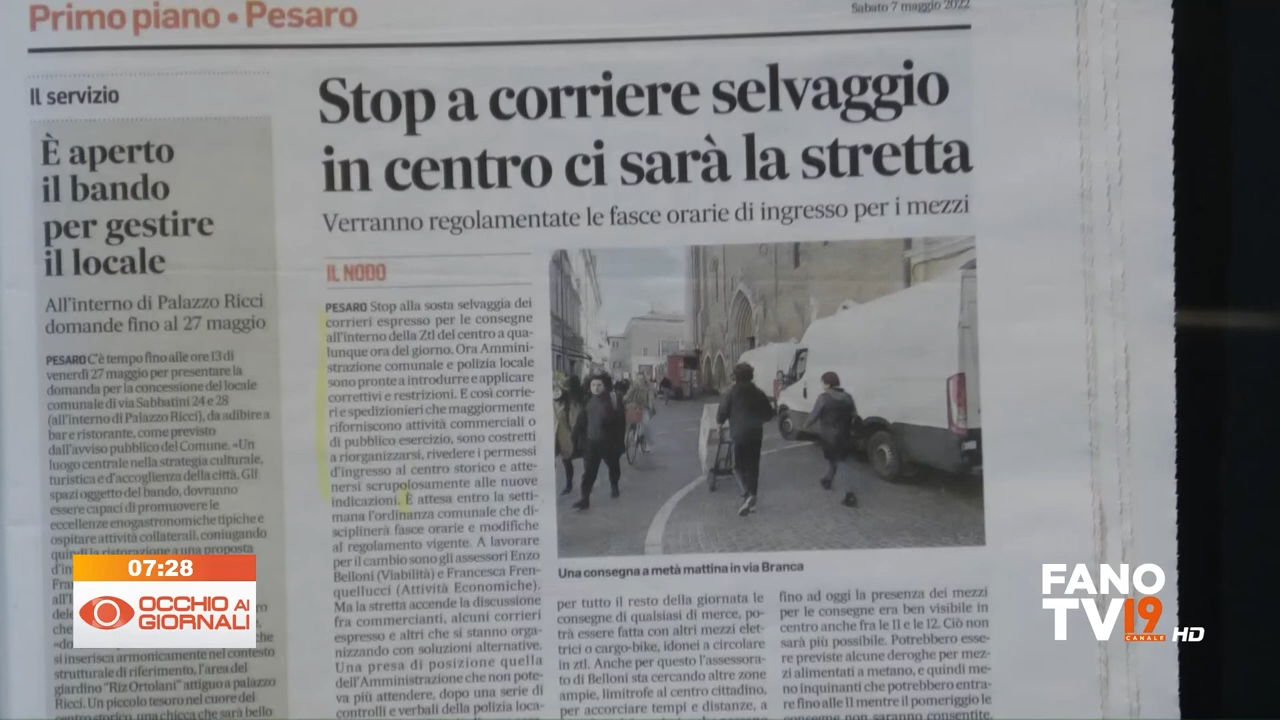 Primo piano • Pesaro
Sabato 7 maggio 2022
Il servizio
È aperto
il bando
per gestire
il locale
All'interno di Palazzo Ricci
domande fino al 27 maggio
PESARO C'è tempo fino alle ore 13 di
venerdì 27 maggio per presentare la
domanda per la concessione del locale
comunale di via Sabbatini 24 e 28
(all'interno di Palazzo Ricci), da adibire a
bar e ristorante, come previsto
dall'avviso pubblico del Comune. «Un
luogo centrale nella strategia culturale,
turistica e d'accoglienza della città. Gli
spazi oggetto del bando, dovranno
essere capaci di promuovere le
eccellenze enogastronomiche tipiche e
ospitare attività collaterali, coniugando
quindi la ristorazione a una proposta
si inserisca armonicamente nel contesto
strutturale di riferimento, l'area del
giardino "Riz Ortolani" attiguo a palazzo
Ricci. Un piccolo tesoro nel cuore del
centro storico, una chicca che sarà bello
Stop a corriere selvaggio
in centro ci sarà la stretta
Verranno regolamentate le fasce orarie di ingresso per i mezzi
IL NODO
PESARO Stop alla sosta selvaggia dei
corrieri espresso per le consegne
all'interno della Ztl del centro a qua-
lunque ora del giorno. Ora Ammini-
strazione comunale e polizia locale
sono pronte a introdurre e applicare
correttivi e restrizioni. E così corrie-
ri e spedizionieri che maggiormente
riforniscono attività commerciali o
di pubblico esercizio, sono costretti
a riorganizzarsi, rivedere i permessi
d'ingresso al centro storico e atte-
nersi scrupolosamente alle nuove
indicazioni. È attesa entro la setti-
mana l'ordinanza comunale che di-
sciplinerà fasce orarie e modifiche
al regolamento vigente. A lavorare
per il cambio sono gli assessori Enzo
Belloni (Viabilità) e Francesca Fren-
quellucci (Attività Economiche).
Ma la stretta accende la discussione
fra commercianti, alcuni corrieri
espresso e altri che si stanno orga-
nizzando con soluzioni alternative.
Una presa di posizione quella
dell'Amministrazione che non pote-
va più attendere, dopo una serie di
controlli e verbali della polizia loca-
Una consegna a metà mattina in via Branca
per tutto il resto della giornata le
consegne di qualsiasi di merce, po-
trà essere fatta con altri mezzi elet-
trici o cargo-bike, idonei a circolare
in ztl. Anche per questo l'assessora-
to di Belloni sta cercando altre zone
ampie, limitrofe al centro cittadino,
per accorciare tempi e distanze, a
fino ad oggi la presenza dei mezzi
per le consegne era ben visibile in
centro anche fra le 11 e le 12. Ciò non
sarà più possibile. Potrebbero esse-
re previste alcune deroghe per mez-
zi alimentati a metano, e quindi me-
no inquinanti che potrebbero entra-
re fino alle 11 mentre il pomeriggio le
consegne non saranno consentite.
07:28
OCCHIO AI
GIORNALI
FANO
TV19
CANALE
HD